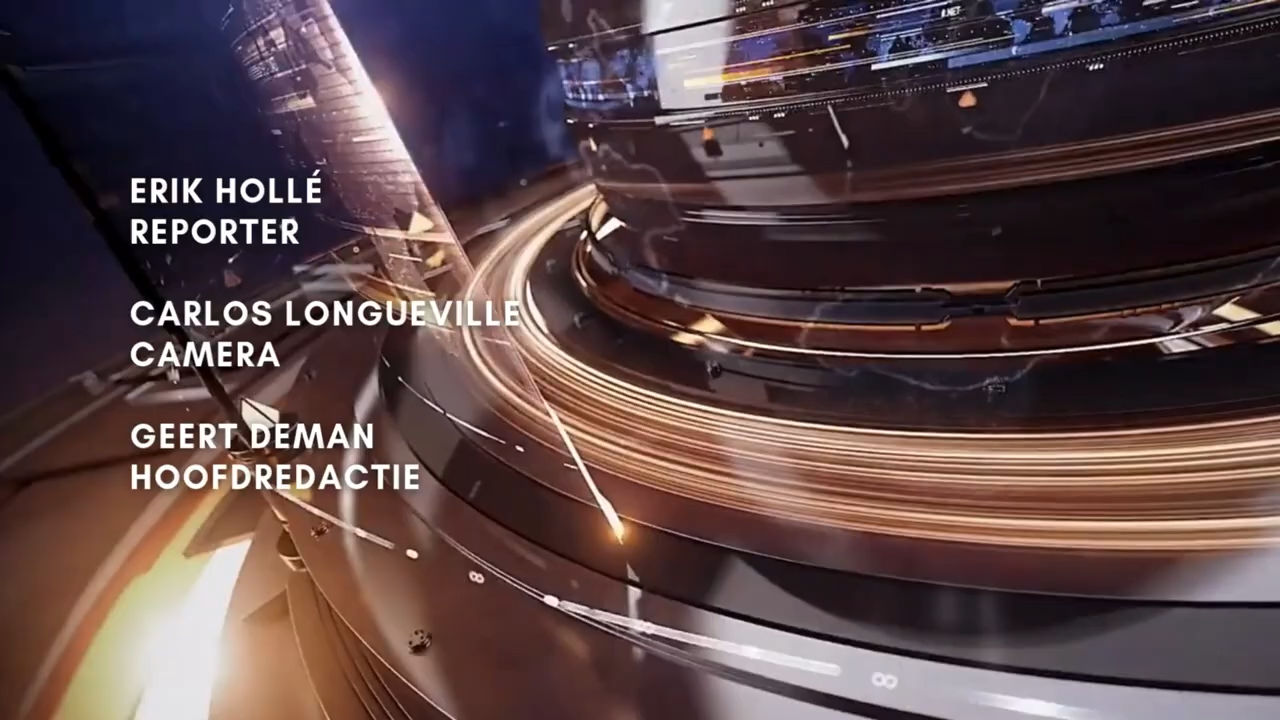 ERIK HOLLÉ
REPORTER
CARLOS LONGUEVILLE
CAMERA
GEERT DEMAN
HOOFDREDACTIE